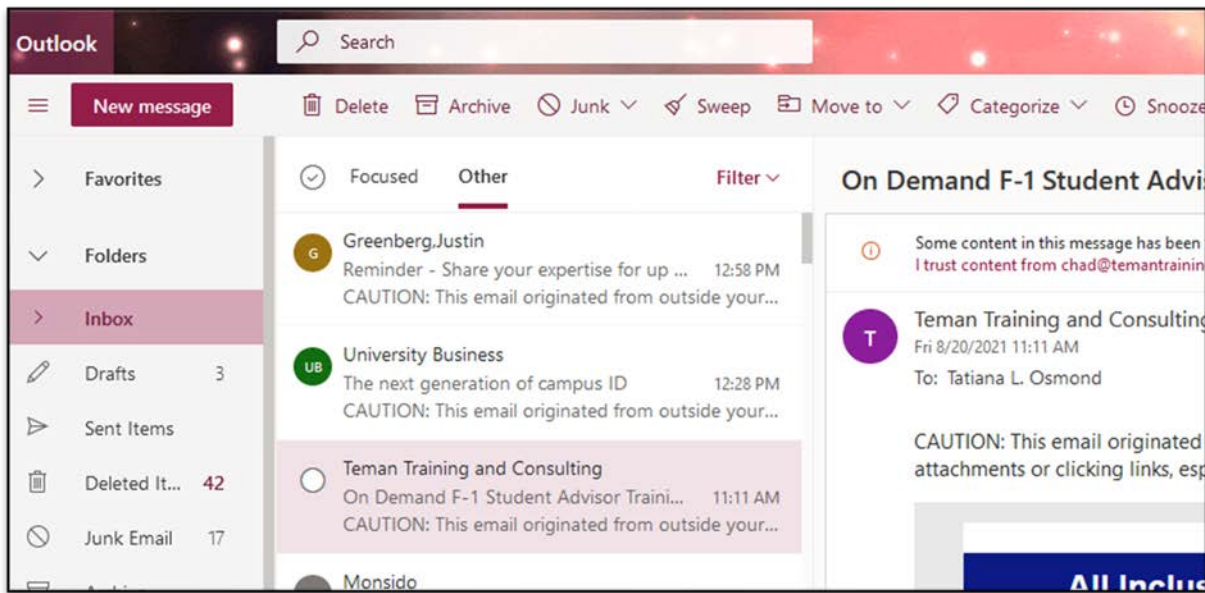 Outlook
Search
New message
Delete Archive Junk Sweep Move to Categorize Snooze
Favorites
Folders
Inbox
Drafts 3
Sent Items
Deleted It... 42
Junk Email 17
Focused Other Filter
G
Greenberg,Justin
Reminder - Share your expertise for up ... 12:58 PM
CAUTION: This email originated from outside your...
UB
University Business
The next generation of campus ID 12:28 PM
CAUTION: This email originated from outside your...
Teman Training and Consulting
On Demand F-1 Student Advisor Traini... 11:11 AM
CAUTION: This email originated from outside your...
Monsido
On Demand F-1 Student Advi
Some content in this message has been
I trust content from chad@temantrainin
T
Teman Training and Consulting
Fri 8/20/2021 11:11 AM
To: Tatiana L. Osmond
CAUTION: This email originated
attachments or clicking links, esp
All Inclus